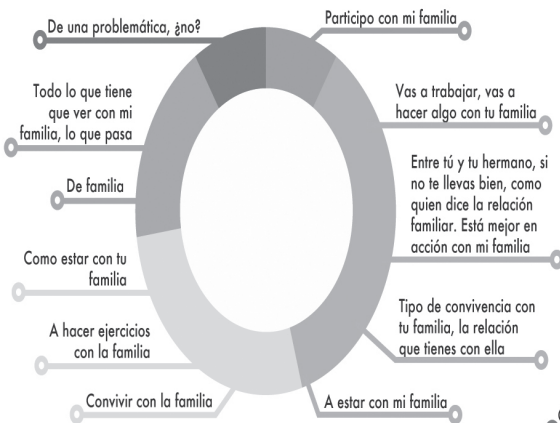 De una problemática, ¿no?
Participo con mi familia
Todo lo que tiene
que ver con mi
familia, lo que pasa
Vas a trabajar, vas a
hacer algo con tu familia
De familia
Entre tú y tu hermano, si
no te llevas bien, como
quien dice la relación
familiar. Está mejor en
acción con mi familia
Como estar con tu
familia
Tipo de convivencia con
tu familia, la relación
que tienes con ella
A hacer ejercicios
con la familia
Convivir con la familia
A estar con mi familia